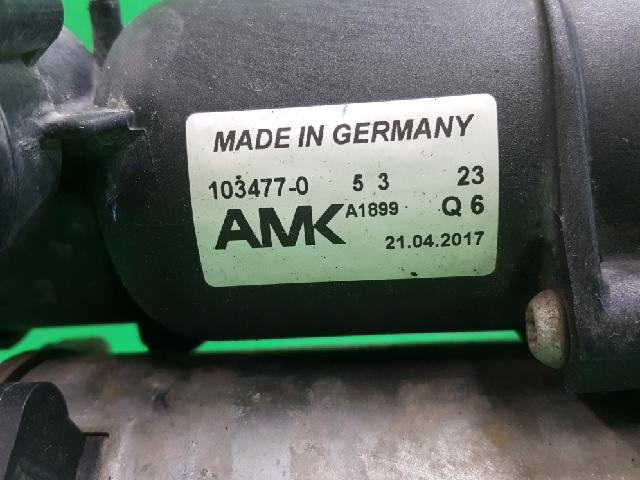 MADE IN GERMANY
103477-0 5 3 23
AMK A1899 Q 6
21.04.2017